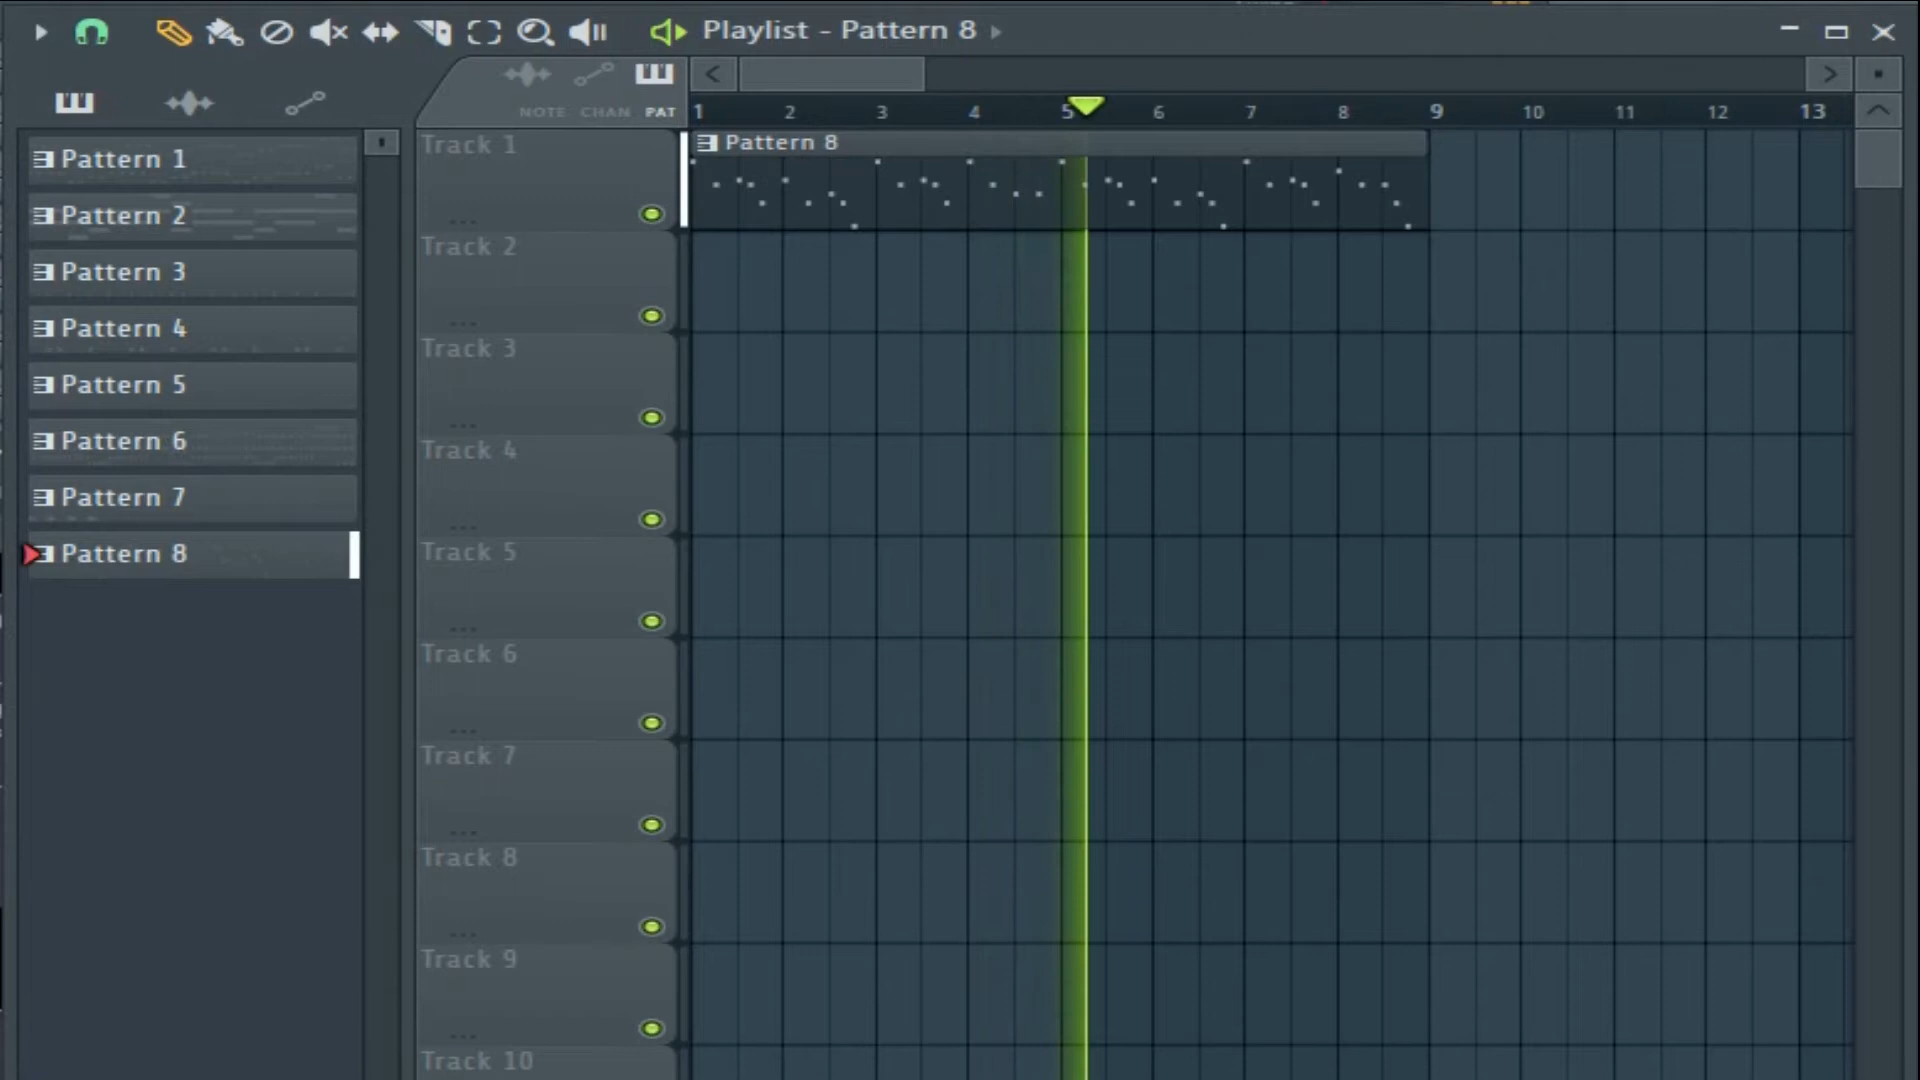 Playlist - Pattern 8
NOTE CHAN PAT
1 2 3 4 5 6 7 8 9 10 11 12 13
Pattern 1
Pattern 2
Pattern 3
Pattern 4
Pattern 5
Pattern 6
Pattern 7
Pattern 8
Track 1
Pattern 8
Track 2
Track 3
Track 4
Track 5
Track 6
Track 7
Track 8
Track 9
Track 10